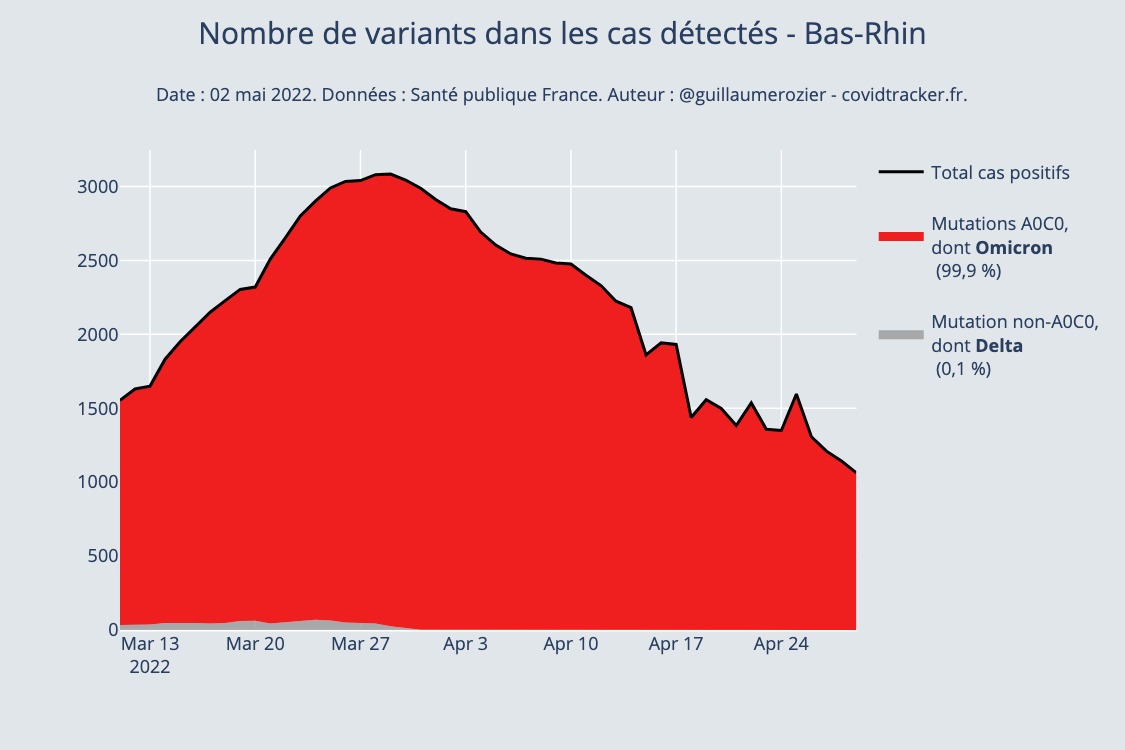 Nombre de variants dans les cas détectés - Bas-Rhin
Date : 02 mai 2022. Données : Santé publique France. Auteur : @guillaumerozier - covidtracker.fr.
3000
2500
2000
1500
1000
500
0
Mar 13
2022
Mar 20
Mar 27
Apr 3
Apr 10
Apr 17
Apr 24
Total cas positifs
Mutations A0C0,
dont Omicron
(99,9 %)
Mutation non-A0C0,
dont Delta
(0,1 %)